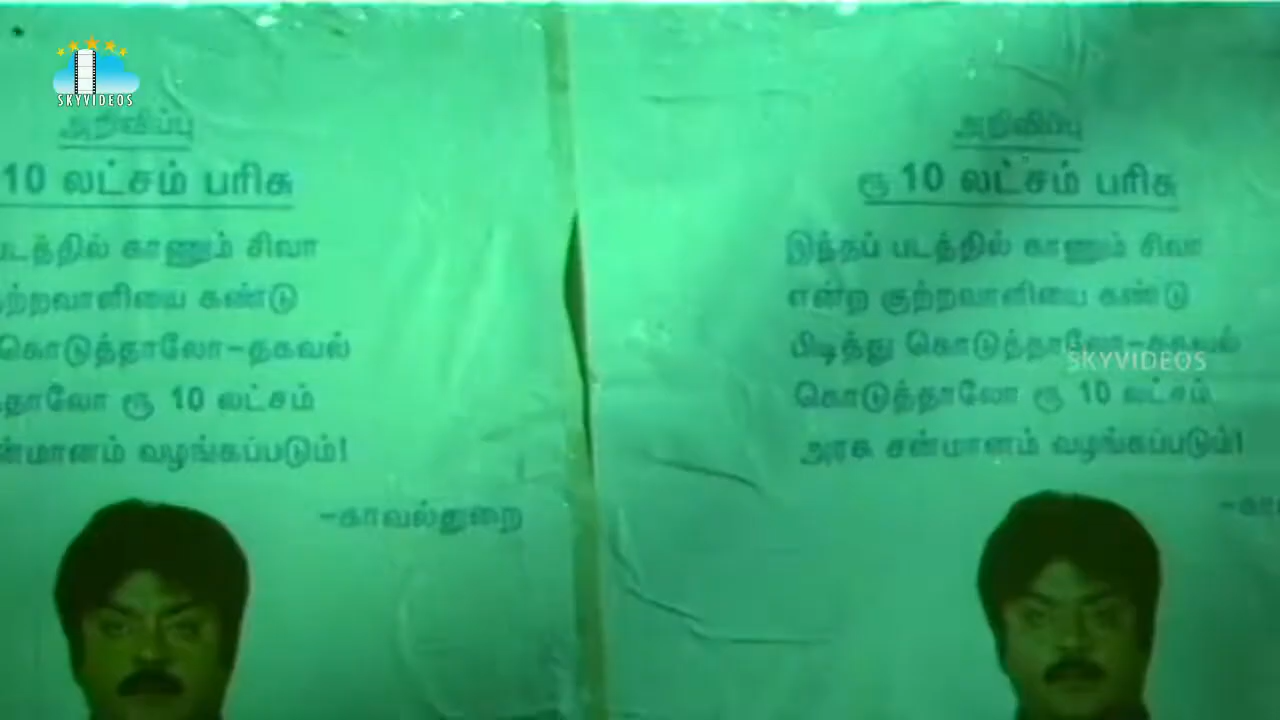 SKYVIDEOS
அறிவிப்பு
10 லட்சம் பரிசு
படத்தில் காணும் சிவா
குற்றவாளியை கண்டு
கொடுத்தாலோ-தகவல்
தாலோ ரூ 10 லட்சம்
ன்மானம் வழங்கப்படும்!
-காவல்துறை
அறிவிப்பு
ரூ 10 லட்சம் பரிசு
இந்தப் படத்தில் காணும் சிவா
என்ற குற்றவாளியை கண்டு
பிடித்து கொடுத்தாலோ-தகவல்
SKYVIDEOS
கொடுத்தாலோ ரூ 10 லட்சம்
அரசு சன்மானம் வழங்கப்படும்!